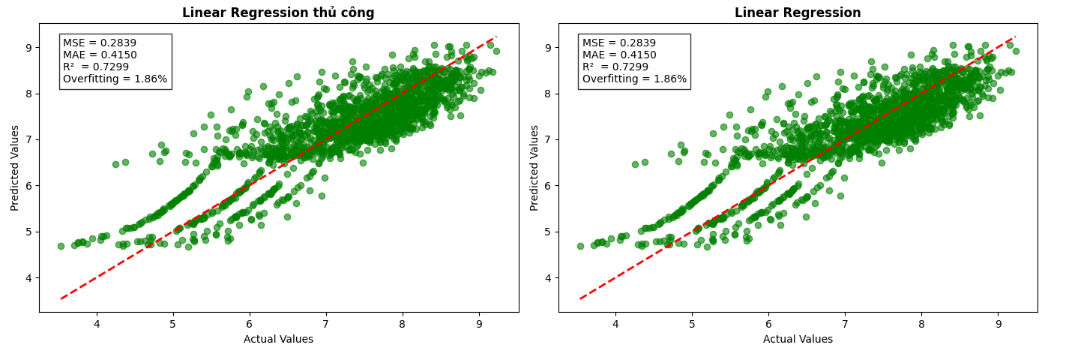 Linear Regression thủ công
MSE = 0.2839
MAE = 0.4150
R² = 0.7299
Overfitting = 1.86%
Predicted Values
9
8
7
6
5
4
4 5 6 7 8 9
Actual Values
Linear Regression
MSE = 0.2839
MAE = 0.4150
R² = 0.7299
Overfitting = 1.86%
Predicted Values
9
8
7
6
5
4
4 5 6 7 8 9
Actual Values